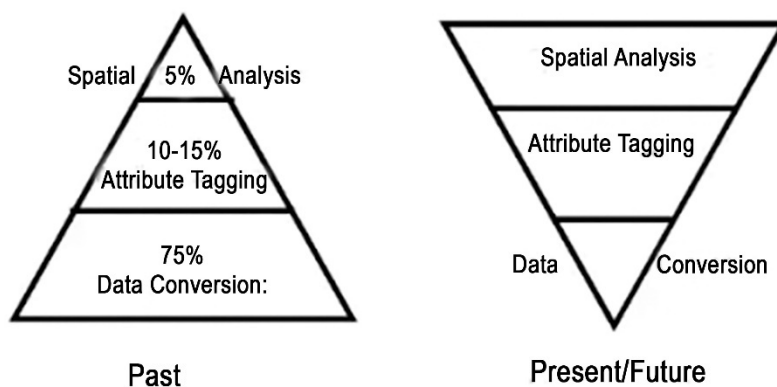 Spatial 5% Analysis
10-15%
Attribute Tagging
75%
Data Conversion:
Past
Spatial Analysis
Attribute Tagging
Data Conversion
Present/Future